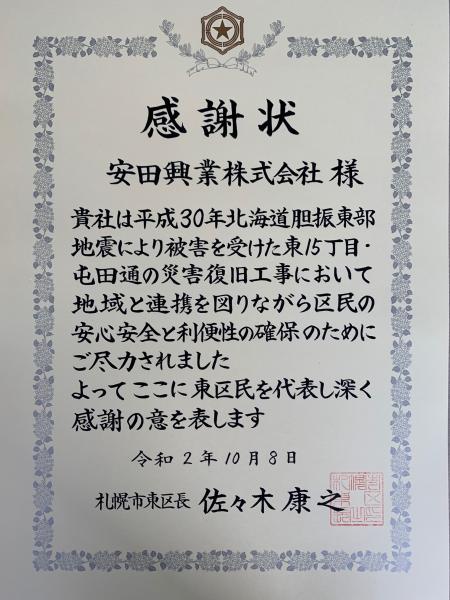 感謝状
安田興業株式会社 様
貴社は平成30年北海道胆振東部
地震により被害を受けた東15丁目・
屯田通の災害復旧工事において
地域と連携を図りながら区民の
安心安全と利便性の確保のために
ご尽力されました
よってここに東区民を代表し深く
感謝の意を表します
令和2年10月8日
札幌市東区長 佐々木 康之